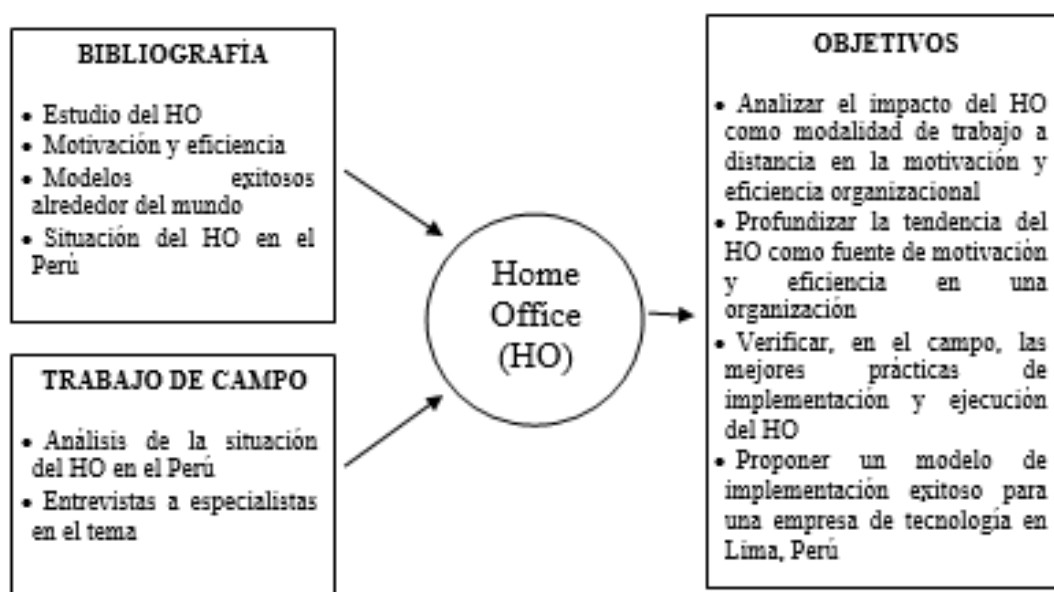 BIBLIOGRAFÍA
• Estudio del HO
• Motivación y eficiencia
• Modelos exitosos
alrededor del mundo
• Situación del HO en el
Perú
TRABAJO DE CAMPO
• Análisis de la situación
del HO en el Perú
• Entrevistas a especialistas
en el tema
Home
Office
(HO)
OBJETIVOS
• Analizar el impacto del HO
como modalidad de trabajo a
distancia en la motivación y
eficiencia organizacional
• Profundizar la tendencia del
HO como fuente de motivación
y eficiencia en una
organización
• Verificar, en el campo, las
mejores prácticas de
implementación y ejecución
del HO
• Proponer un modelo de
implementación exitoso para
una empresa de tecnología en
Lima, Perú